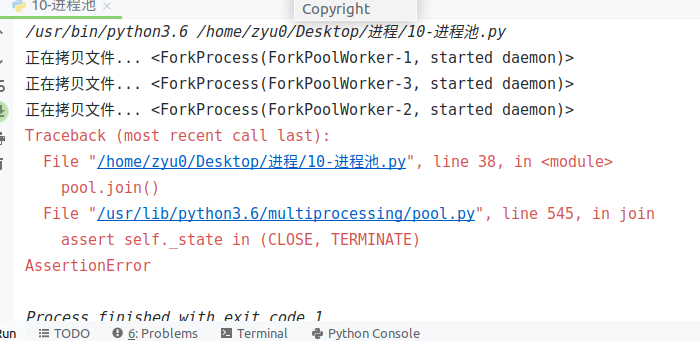 Copyright
10-进程池
/usr/bin/python3.6 /home/zyu0/Desktop/进程/10-进程池.py
正在拷贝文件... <ForkProcess(ForkPoolWorker-1, started daemon)>
正在拷贝文件... <ForkProcess(ForkPoolWorker-3, started daemon)>
正在拷贝文件... <ForkProcess(ForkPoolWorker-2, started daemon)>
Traceback (most recent call last):
File "/home/zyu0/Desktop/进程/10-进程池.py", line 38, in <module>
pool.join()
File "/usr/lib/python3.6/multiprocessing/pool.py", line 545, in join
assert self._state in (CLOSE, TERMINATE)
AssertionError
Process finished with exit code 1
Run TODO 6: Problems Terminal Python Console